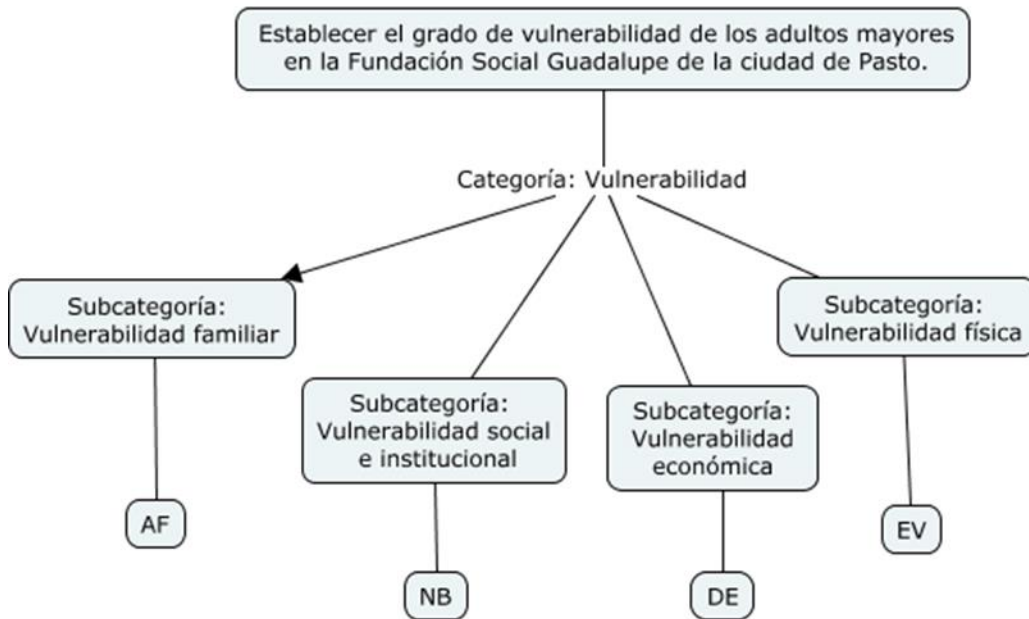 Establecer el grado de vulnerabilidad de los adultos mayores
en la Fundación Social Guadalupe de la ciudad de Pasto.
Categoría: Vulnerabilidad
Subcategoría:
Vulnerabilidad familiar
Subcategoría:
Vulnerabilidad social
e institucional
Subcategoría:
Vulnerabilidad
económica
Subcategoría:
Vulnerabilidad física
AF
NB
DE
EV